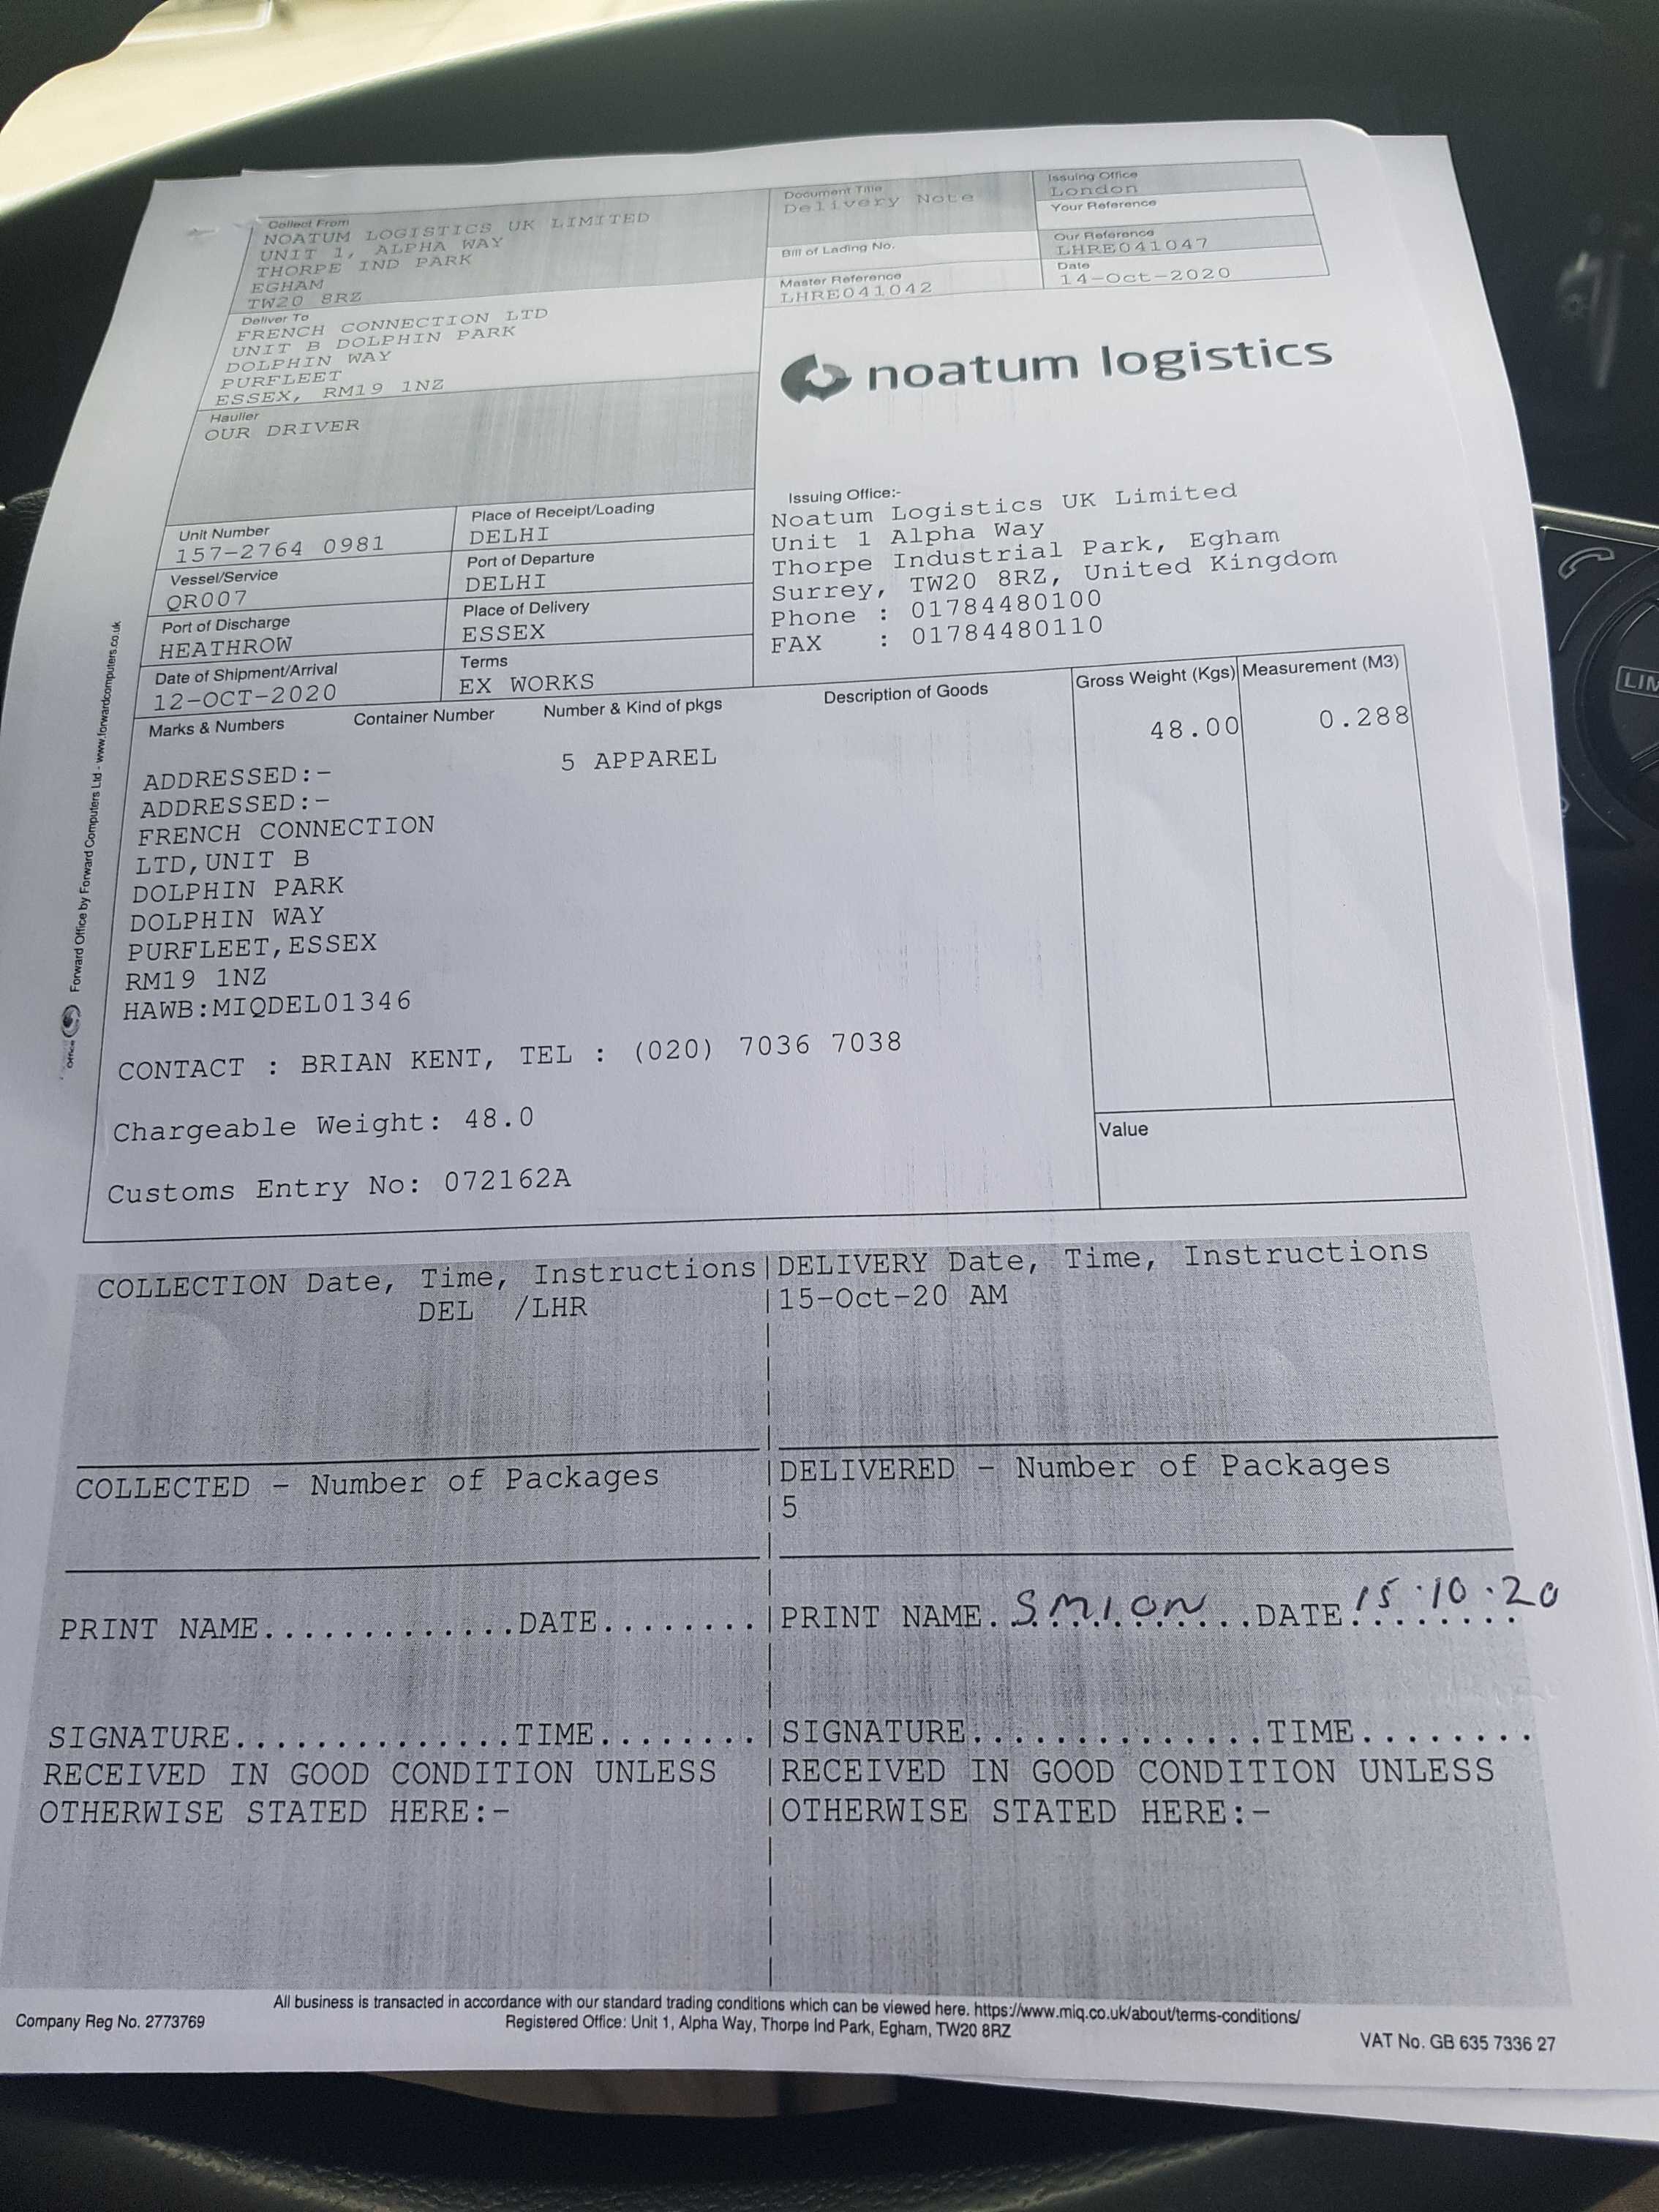 Collect From
NOATUM LOGISTICS UK LIMITED
UNIT 1, ALPHA WAY
THORPE IND PARK
EGHAM
TW20 8RZ
Deliver To
FRENCH CONNECTION LTD
UNIT B DOLPHIN PARK
DOLPHIN WAY
PURFLEET
ESSEX, RM19 1NZ
Haulier
OUR DRIVER
Document Title
Delivery Note
Issuing Office
London
Your Reference
Bill of Lading No.
Our Reference
LHRE041047
Master Reference
LHRE041042
Date
14-Oct-2020
noatum logistics
Issuing Office:-
Noatum Logistics UK Limited
Unit 1 Alpha Way
Thorpe Industrial Park, Egham
Surrey, TW20 8RZ, United Kingdom
Phone : 01784480100
FAX : 01784480110
Unit Number
157-2764 0981
Place of Receipt/Loading
DELHI
Vessel/Service
QR007
Port of Departure
DELHI
Port of Discharge
HEATHROW
Place of Delivery
ESSEX
Date of Shipment/Arrival
12-OCT-2020
Terms
EX WORKS
Marks & Numbers Container Number Number & Kind of pkgs Description of Goods Gross Weight (Kgs) Measurement (M3)
5 APPAREL 48.00 0.288
ADDRESSED:-
ADDRESSED:-
FRENCH CONNECTION
LTD,UNIT B
DOLPHIN PARK
DOLPHIN WAY
PURFLEET,ESSEX
RM19 1NZ
HAWB:MIQDEL01346
CONTACT : BRIAN KENT, TEL : (020) 7036 7038
Chargeable Weight: 48.0
Value
Customs Entry No: 072162A
Forward Office by Forward Computers Ltd - www.forwardcomputers.co.uk
COLLECTION Date, Time, Instructions|DELIVERY Date, Time, Instructions
DEL /LHR |15-Oct-20 AM
COLLECTED - Number of Packages |DELIVERED - Number of Packages
|5
PRINT NAME.............DATE........|PRINT NAME. SMION ..DATE 15.10.20
SIGNATURE..............TIME........|SIGNATURE..............TIME........
RECEIVED IN GOOD CONDITION UNLESS |RECEIVED IN GOOD CONDITION UNLESS
OTHERWISE STATED HERE:- |OTHERWISE STATED HERE:-
All business is transacted in accordance with our standard trading conditions which can be viewed here. https://www.miq.co.uk/about/terms-conditions/
Company Reg No. 2773769 Registered Office: Unit 1, Alpha Way, Thorpe Ind Park, Egham, TW20 8RZ VAT No. GB 635 7336 27
LIM